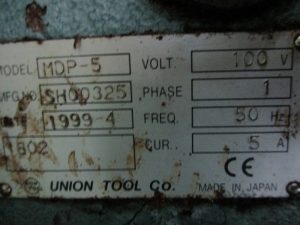 MODEL MDP-5 VOLT. 100 V
MFG.NO. SH00325 PHASE 1
DATE 1999-4 FREQ. 50 Hz
1802 CUR. 5 A
CE
UNION TOOL CO. MADE IN JAPAN